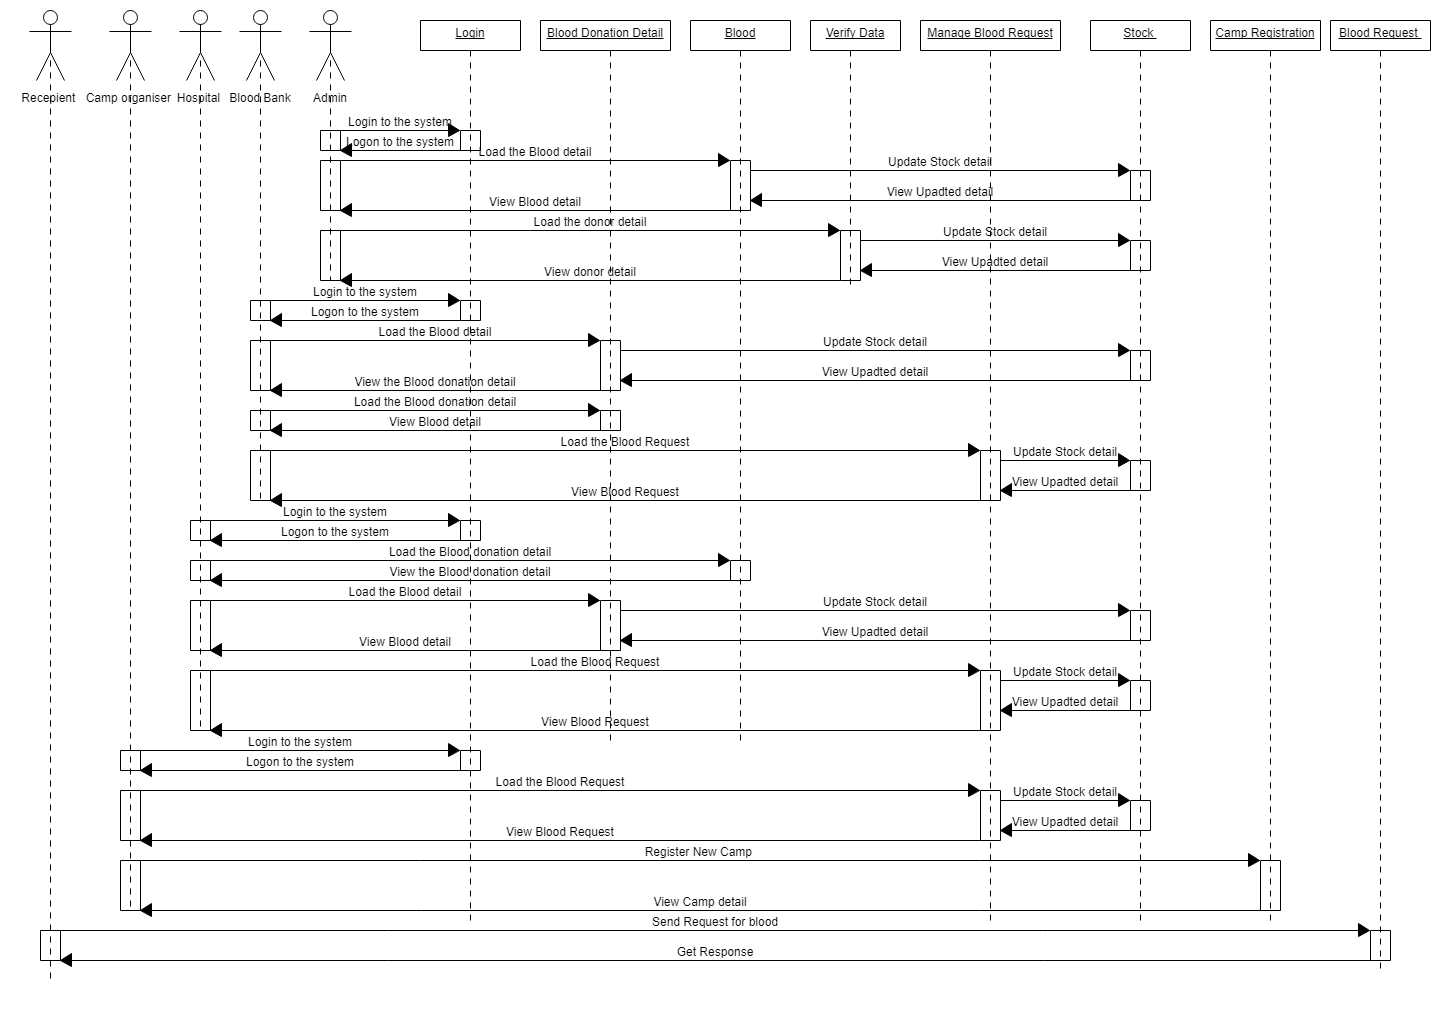 Login
Blood Donation Detail
Blood
Verify Data
Manage Blood Request
Stock
Camp Registration
Blood Request
Recepient
Camp organiser
Hospital
Blood Bank
Admin
Login to the system
Logon to the system
Load the Blood detail
Update Stock detail
View Upadted detail
View Blood detail
Load the donor detail
Update Stock detail
View Upadted detail
View donor detail
Login to the system
Logon to the system
Load the Blood detail
Update Stock detail
View Upadted detail
View the Blood donation detail
Load the Blood donation detail
View Blood detail
Load the Blood Request
Update Stock detail
View Upadted detail
View Blood Request
Login to the system
Logon to the system
Load the Blood donation detail
View the Blood donation detail
Load the Blood detail
Update Stock detail
View Upadted detail
View Blood detail
Load the Blood Request
Update Stock detail
View Upadted detail
View Blood Request
Login to the system
Logon to the system
Load the Blood Request
Update Stock detail
View Upadted detail
View Blood Request
Register New Camp
View Camp detail
Send Request for blood
Get Response